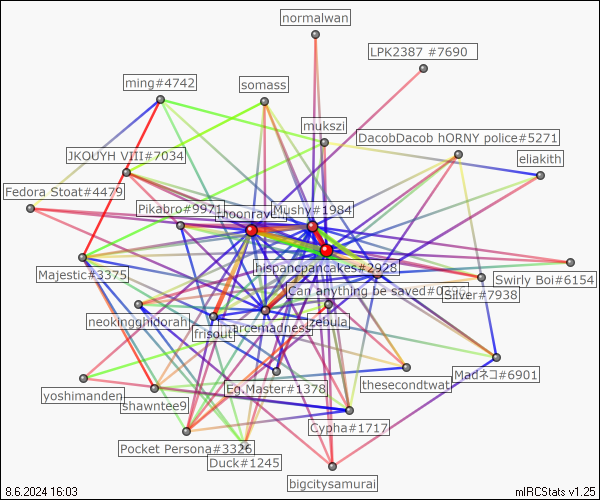 normalwan
LPK2387 #7690
ming#4742
somass
mukszi
DacobDacob hORNY police#5271
JKOUYH VIII#7034
eliakith
Fedora Stoat#4479
Pikabro#9971
Mushy#1984
Majestic#3375
hispancpancakes#2928
Swirly Boi#6154
Can anything be saved
Silver#7938
neokingghidorah
arcemadness
zebula
frisout
Madネコ#6901
Eg.Master#1378
thesecondtwat
yoshimanden
shawntee9
Cypha#1717
Pocket Persona#3326
Duck#1245
bigcitysamurai
8.6.2024 16:03
mIRCStats v1.25